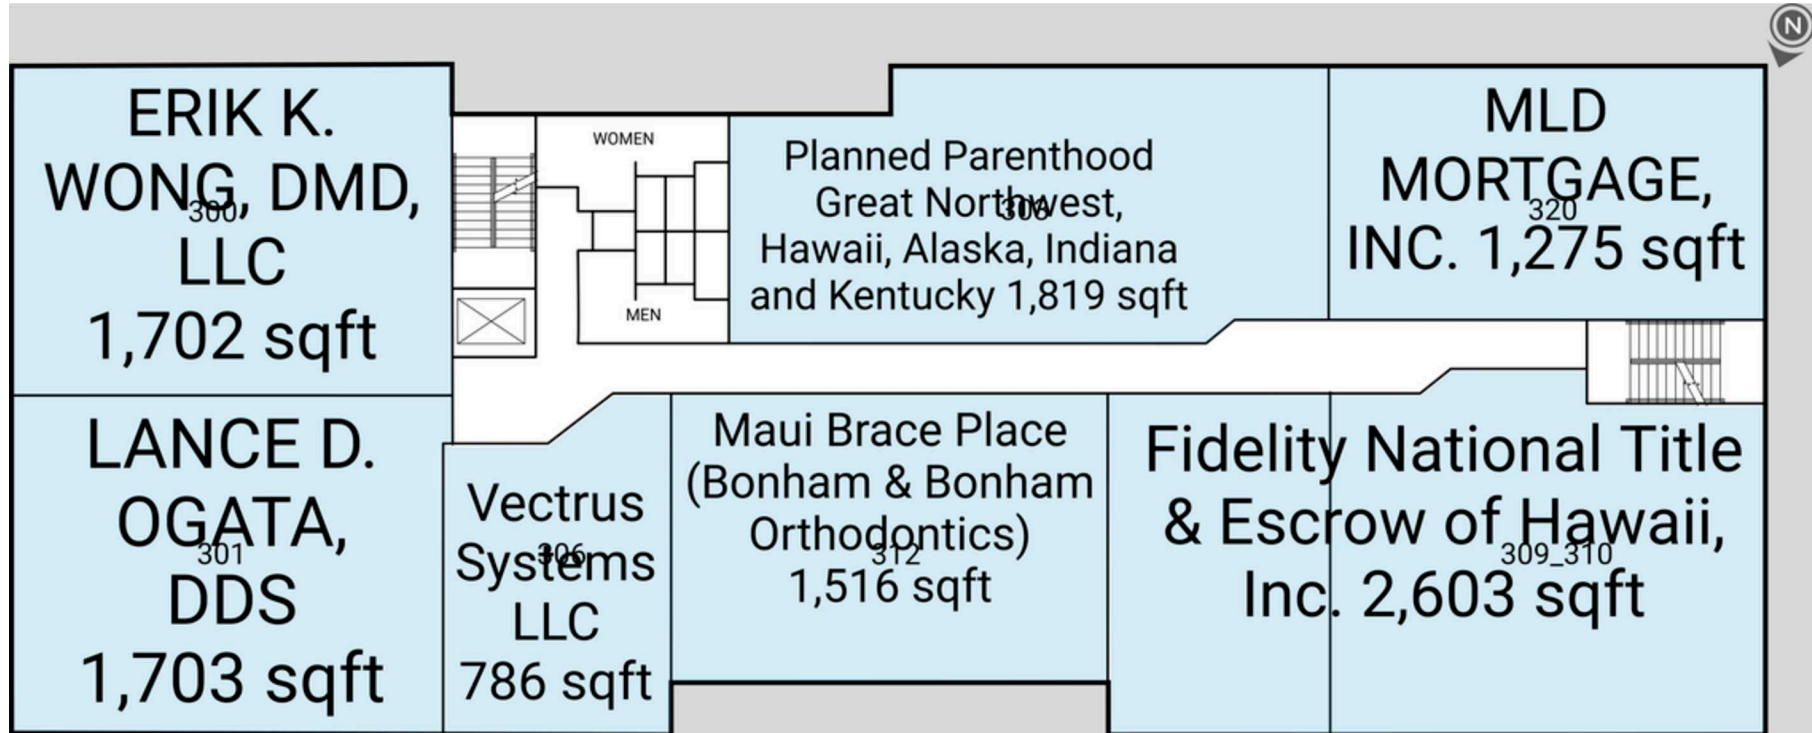 N
ERIK K.
WONG, DMD,
LLC
1,702 sqft
300
WOMEN
MEN
Planned Parenthood
Great Northwest,
Hawaii, Alaska, Indiana
and Kentucky 1,819 sqft
MLD
MORTGAGE,
INC. 1,275 sqft
320
LANCE D.
OGATA,
DDS
1,703 sqft
301
Vectrus
Systems
LLC
786 sqft
306
Maui Brace Place
(Bonham & Bonham
Orthodontics)
1,516 sqft
312
Fidelity National Title
& Escrow of Hawaii,
Inc. 2,603 sqft
309_310